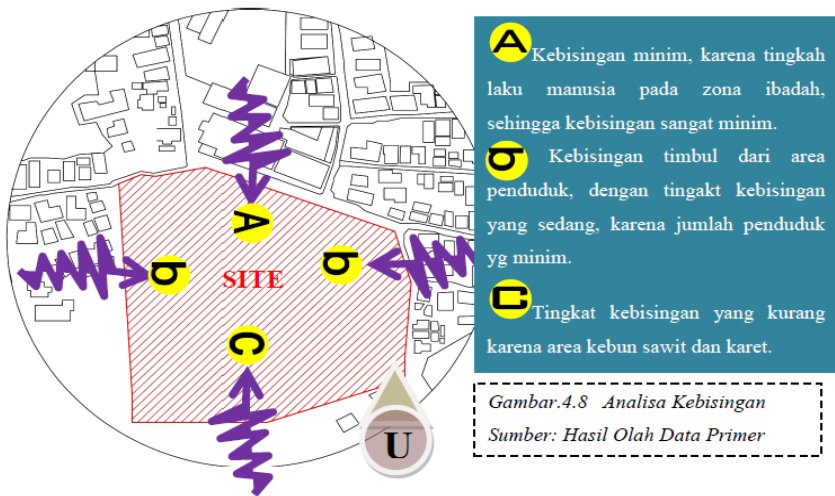 A
b
SITE
b
C
U
A Kebisingan minim, karena tingkah
laku manusia pada zona ibadah,
sehingga kebisingan sangat minim.
b Kebisingan timbul dari area
penduduk, dengan tingakt kebisingan
yang sedang, karena jumlah penduduk
yg minim.
C Tingkat kebisingan yang kurang
karena area kebun sawit dan karet.
Gambar.4.8 Analisa Kebisingan
Sumber: Hasil Olah Data Primer